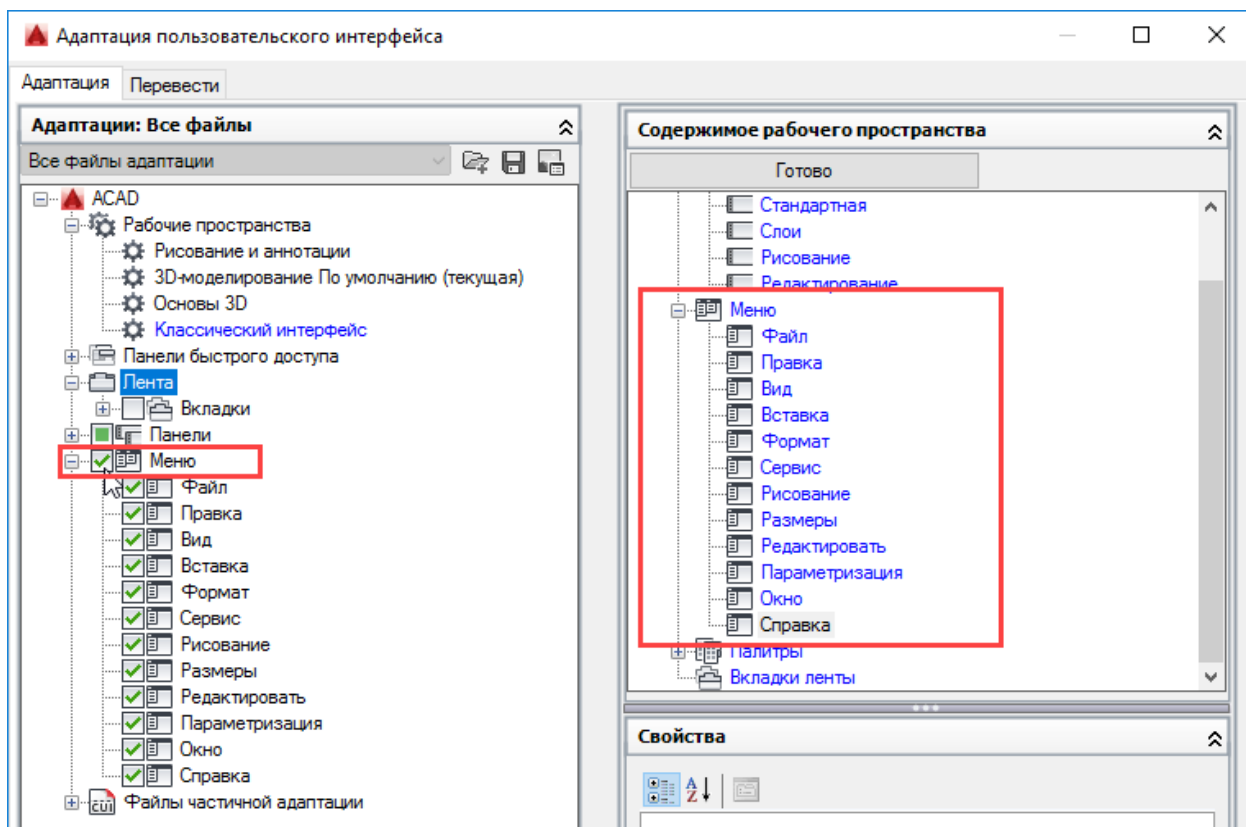 Адаптация пользовательского интерфейса
Адаптация Перевести
Адаптации: Все файлы
Все файлы адаптации
ACAD
Рабочие пространства
Рисование и аннотации
3D-моделирование По умолчанию (текущая)
Основы 3D
Классический интерфейс
Панели быстрого доступа
Лента
Вкладки
Панели
Меню
Файл
Правка
Вид
Вставка
Формат
Сервис
Рисование
Размеры
Редактировать
Параметризация
Окно
Справка
CUI Файлы частичной адаптации
Содержимое рабочего пространства
Готово
Стандартная
Слои
Рисование
Редактирование
Меню
Файл
Правка
Вид
Вставка
Формат
Сервис
Рисование
Размеры
Редактировать
Параметризация
Окно
Справка
Палитры
Вкладки ленты
Свойства
A
Z